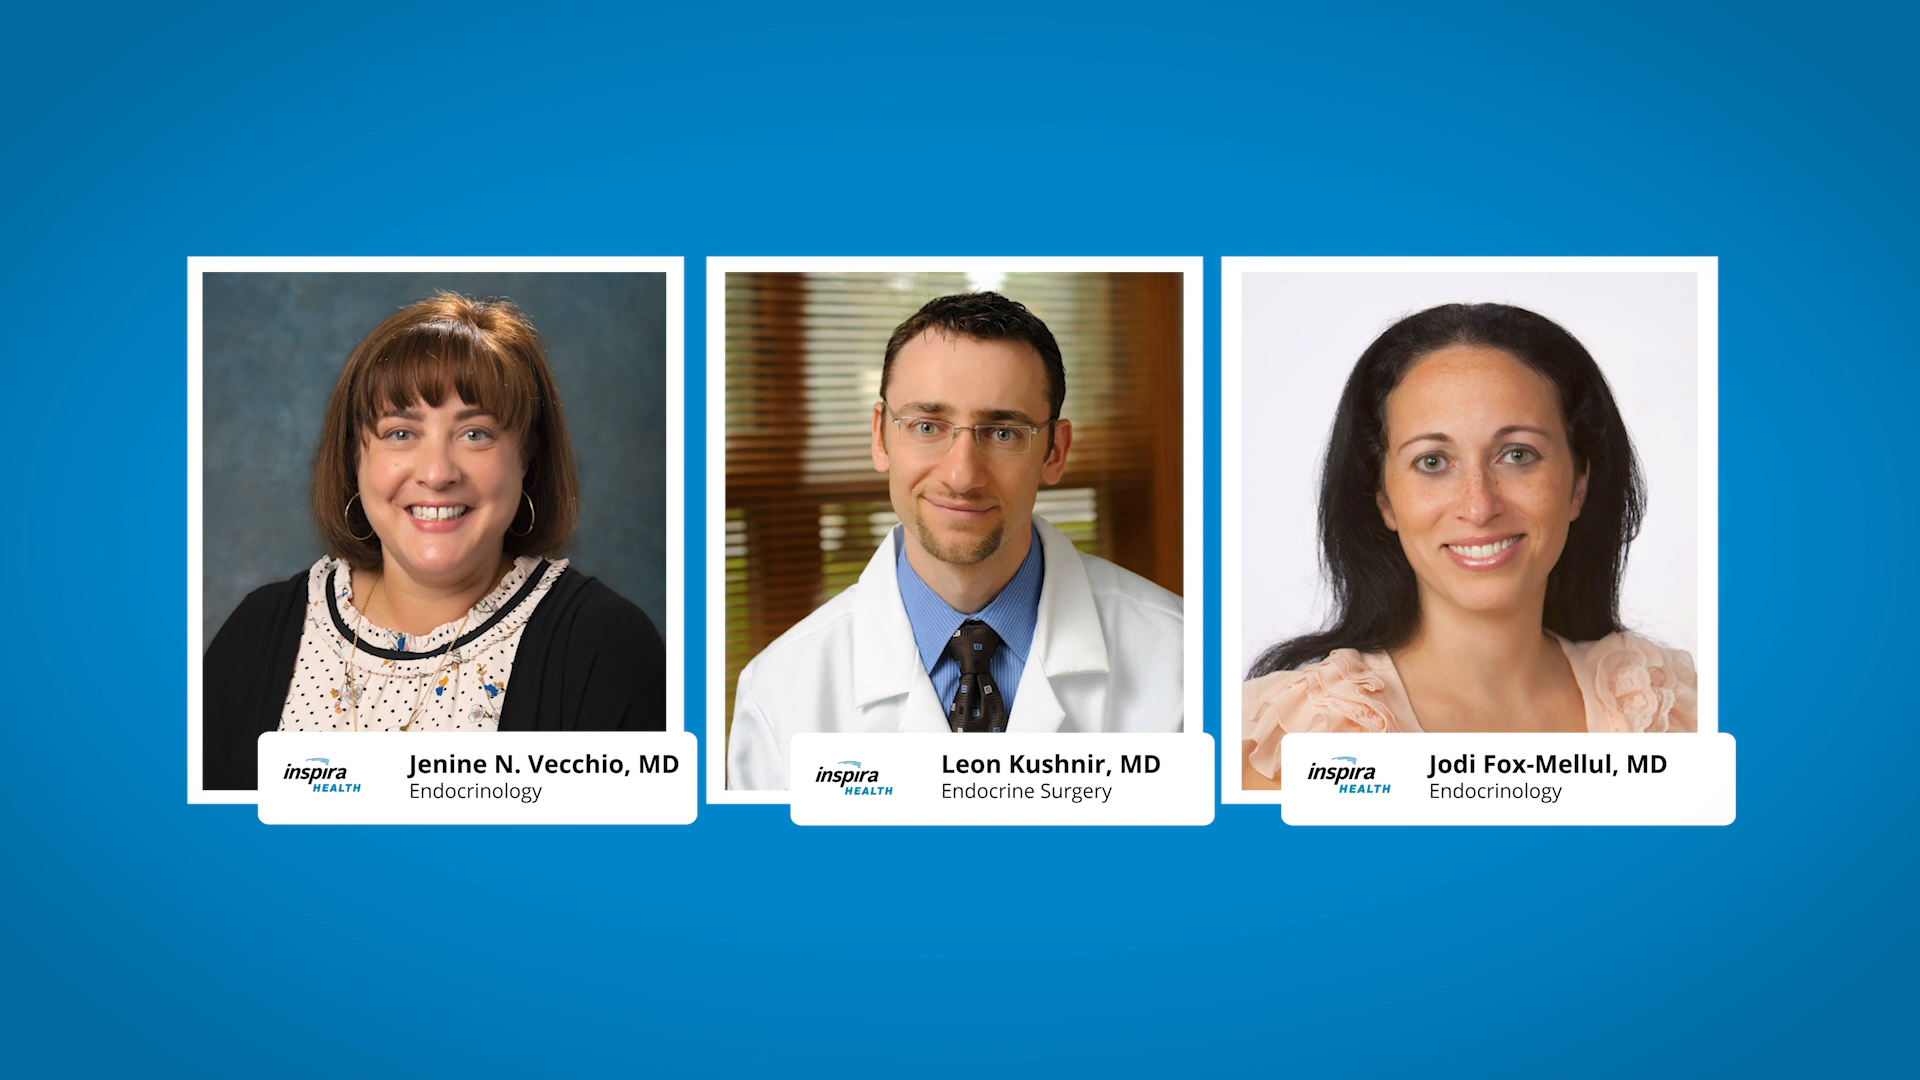 inspira
HEALTH
Jenine N. Vecchio, MD
Endocrinology
inspira
HEALTH
Leon Kushnir, MD
Endocrine Surgery
inspira
HEALTH
Jodi Fox-Mellul, MD
Endocrinology